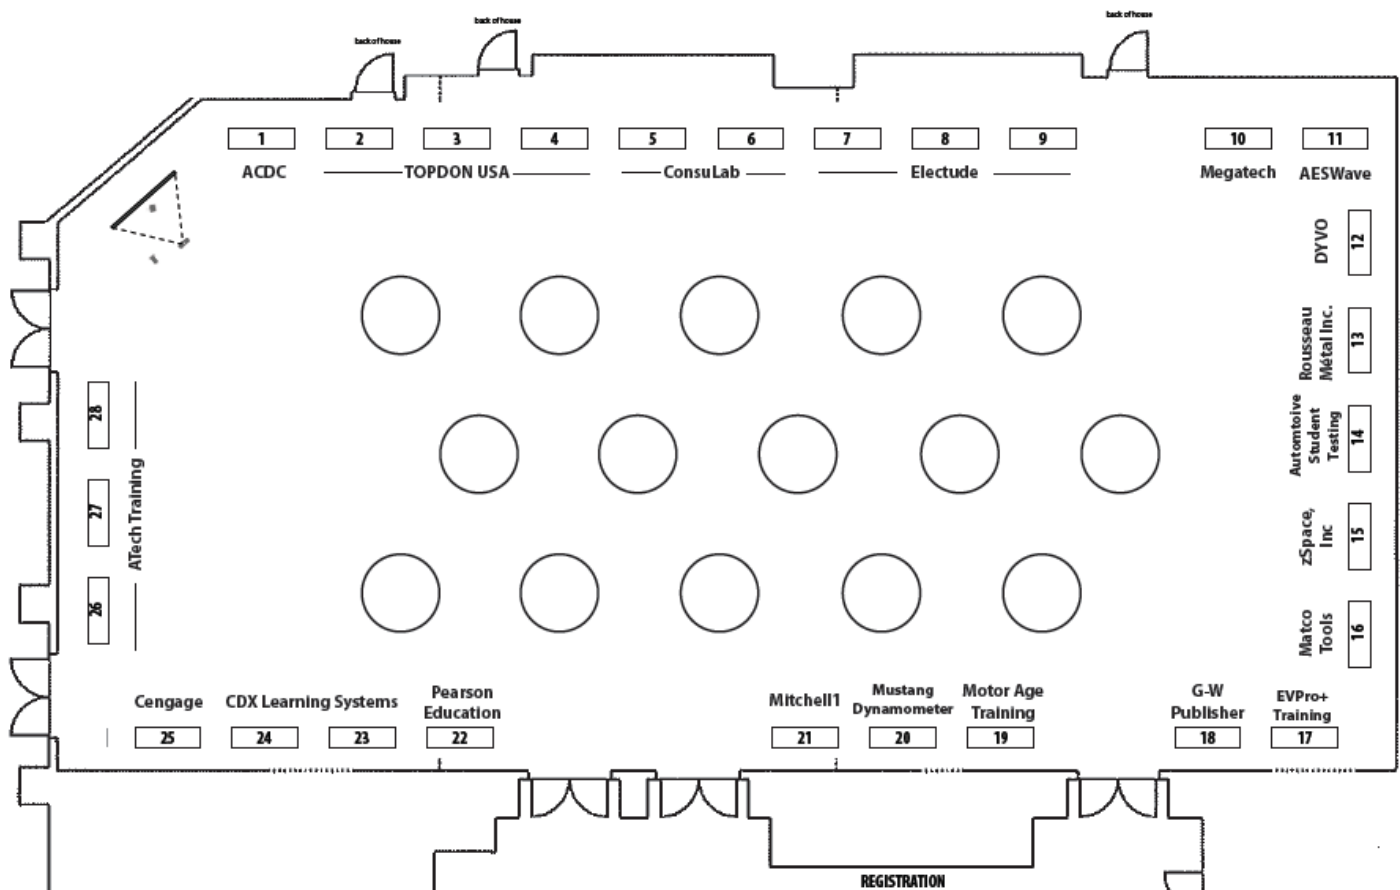 back of house
back of house
back of house
1 2 3 4 5 6 7 8 9 10 11
ACDC TOPDON USA ConsuLab Electude Megatech AESWave
12
DYVO
13
Rousseau
Métal Inc.
14
Automtoive
Student
Testing
15
zSpace,
Inc
16
Matco
Tools
28
27
26
ATech Training
Cengage
CDX Learning Systems
Pearson
Education
Mitchell1
Mustang
Dynamometer
Motor Age
Training
G-W
Publisher
EVPro+
Training
25 24 23 22 21 20 19 18 17
REGISTRATION